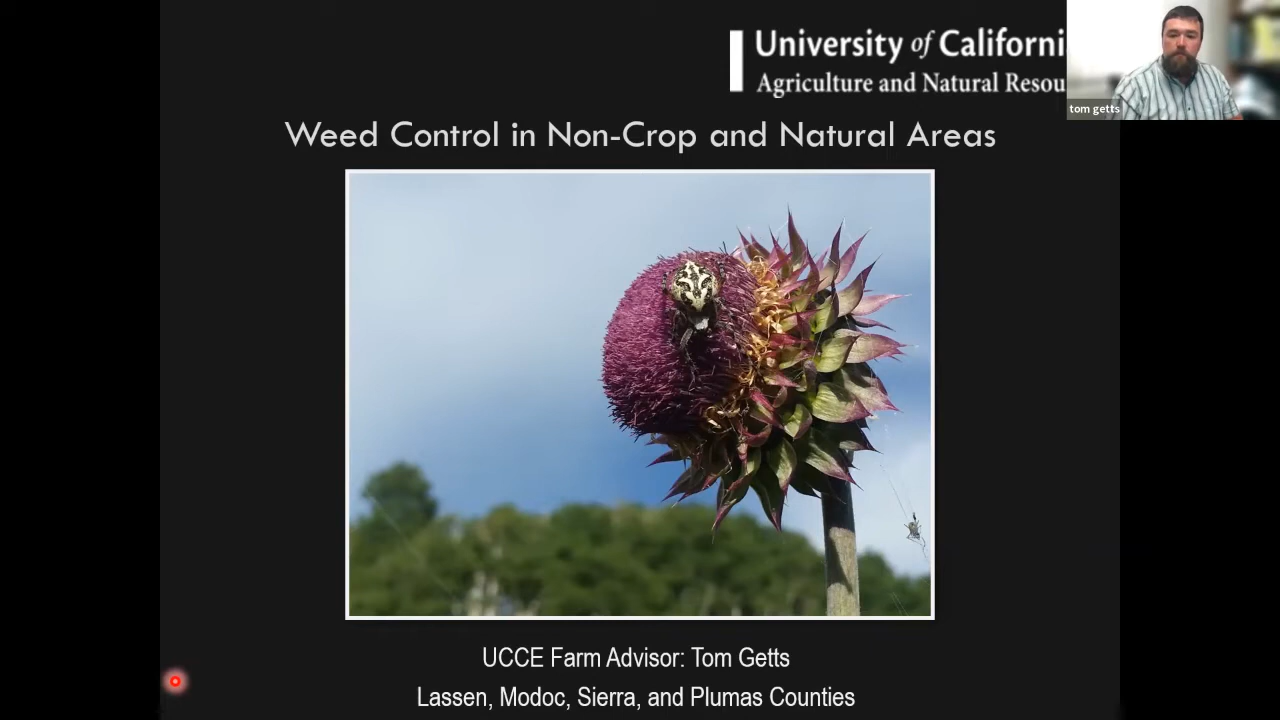 University of Californi
Agriculture and Natural Resou
tom getts
Weed Control in Non-Crop and Natural Areas
UCCE Farm Advisor: Tom Getts
Lassen, Modoc, Sierra, and Plumas Counties